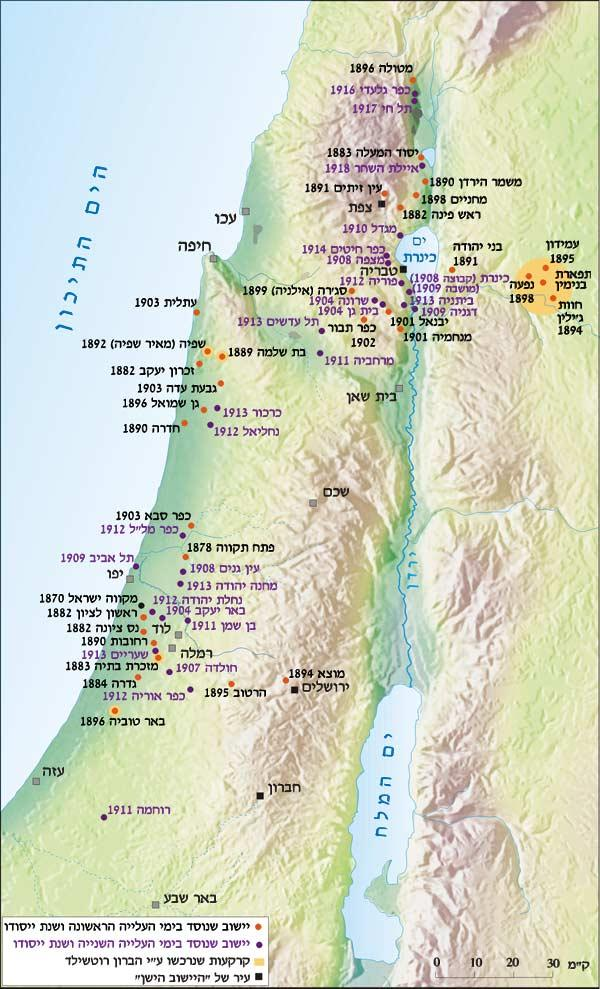 מטולה 1896
כפר גלעדי 1916
תל חי 1917
יסוד המעלה 1883
איילת השחר 1918
משמר הירדן 1890
עין זיתים 1891
מחניים 1898
צפת
ראש פינה 1882
עכו
מגדל 1910
ים
כינרת
בני יהודה
1891
עמידון
1895
תפארת
בנימין
נפעה
1898
חוות
ג'ילין
1894
חיפה
כפר חיטים 1914
מצפה 1908
טבריה
כינרת (קבוצה 1908)
(מושבה 1909)
פוריה 1912
סג'רה (אילניה) 1899
ביתניה 1913
שרונה 1904
דגניה 1909
עתלית 1903
בית גן 1904
יבנאל 1901
תל עדשים 1913
כפר תבור
1902
מנחמיה 1901
שפיה (מאיר שפיה) 1892
בת שלמה 1889
מרחביה 1911
זכרון יעקב 1882
גבעת עדה 1903
בית שאן
גן שמואל 1896
כרכור 1913
חדרה 1890
נחליאל 1912
הים התיכון
שכם
כפר סבא 1903
כפר מל"ל 1912
פתח תקווה 1878
תל אביב 1909
עין גנים 1908
יפו
מחנה יהודה 1913
ירדן
מקווה ישראל 1870
נחלת יהודה 1912
ראשון לציון 1882
באר יעקב 1904
נס ציונה 1882
לוד
בן שמן 1911
רחובות 1890
רמלה
שעריים 1913
מזכרת בתיה 1883
חולדה 1907
גדרה 1884
מוצא 1894
ירושלים
כפר אוריה 1912
הרטוב 1895
באר טוביה 1896
עזה
חברון
ים המלח
רוחמה 1911
באר שבע
יישוב שנוסד בימי העלייה הראשונה ושנת ייסודו
יישוב שנוסד בימי העלייה השנייה ושנת ייסודו
קרקעות שנרכשו ע"י הברון רוטשילד
עיר של "היישוב הישן"
0 10 20 30 ק"מ